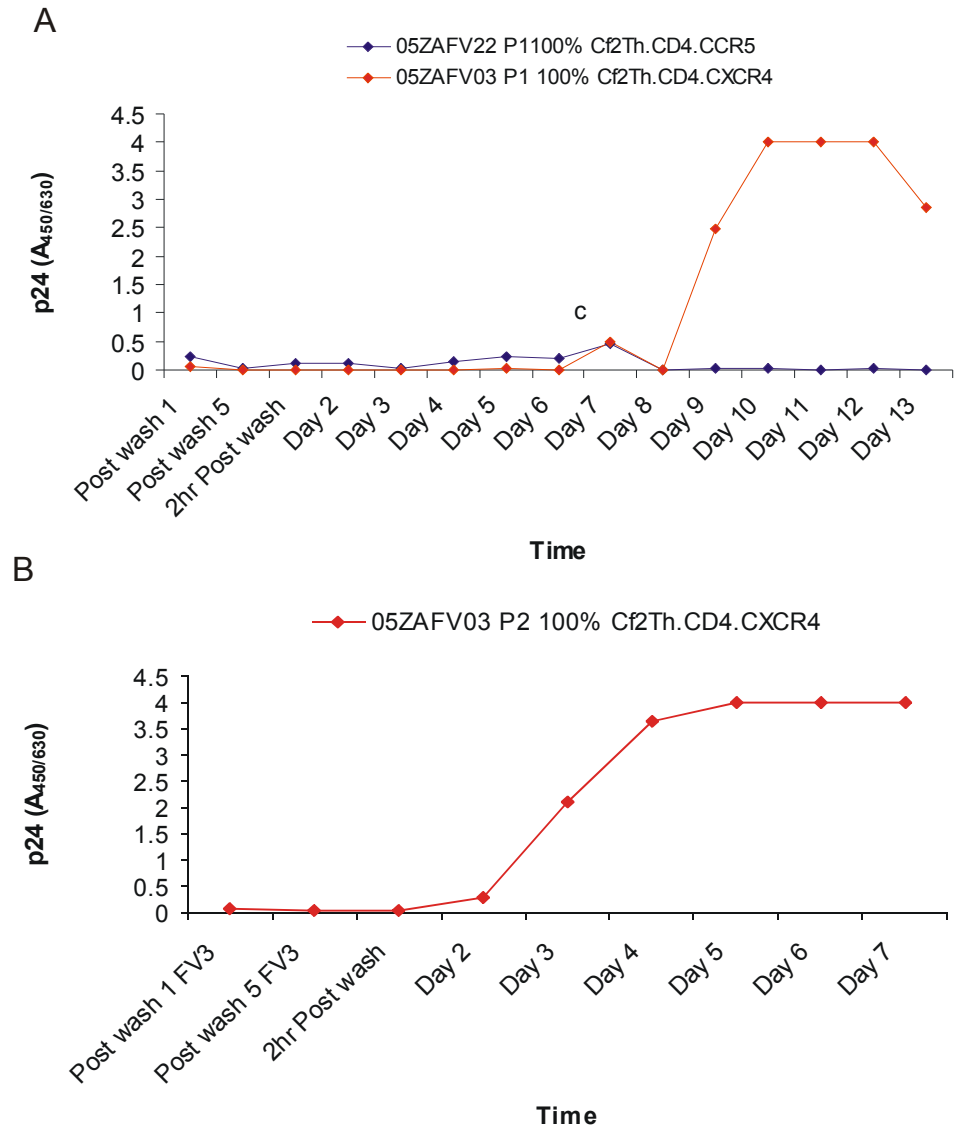 A
05ZAFV22 P1100% Cf2Th.CD4.CCR5
05ZAFV03 P1 100% Cf2Th.CD4.CXCR4
4.5
4
3.5
3
2.5
2
1.5
1
0.5
0
p24 (A450/630)
c
Post wash 1
Post wash 5
2hr Post wash
Day 2
Day 3
Day 4
Day 5
Day 6
Day 7
Day 8
Day 9
Day 10
Day 11
Day 12
Day 13
Time
B
05ZAFV03 P2 100% Cf2Th.CD4.CXCR4
4.5
4
3.5
3
2.5
2
1.5
1
0.5
0
p24 (A450/630)
Post wash 1 FV3
Post wash 5 FV3
2hr Post wash
Day 2
Day 3
Day 4
Day 5
Day 6
Day 7
Time